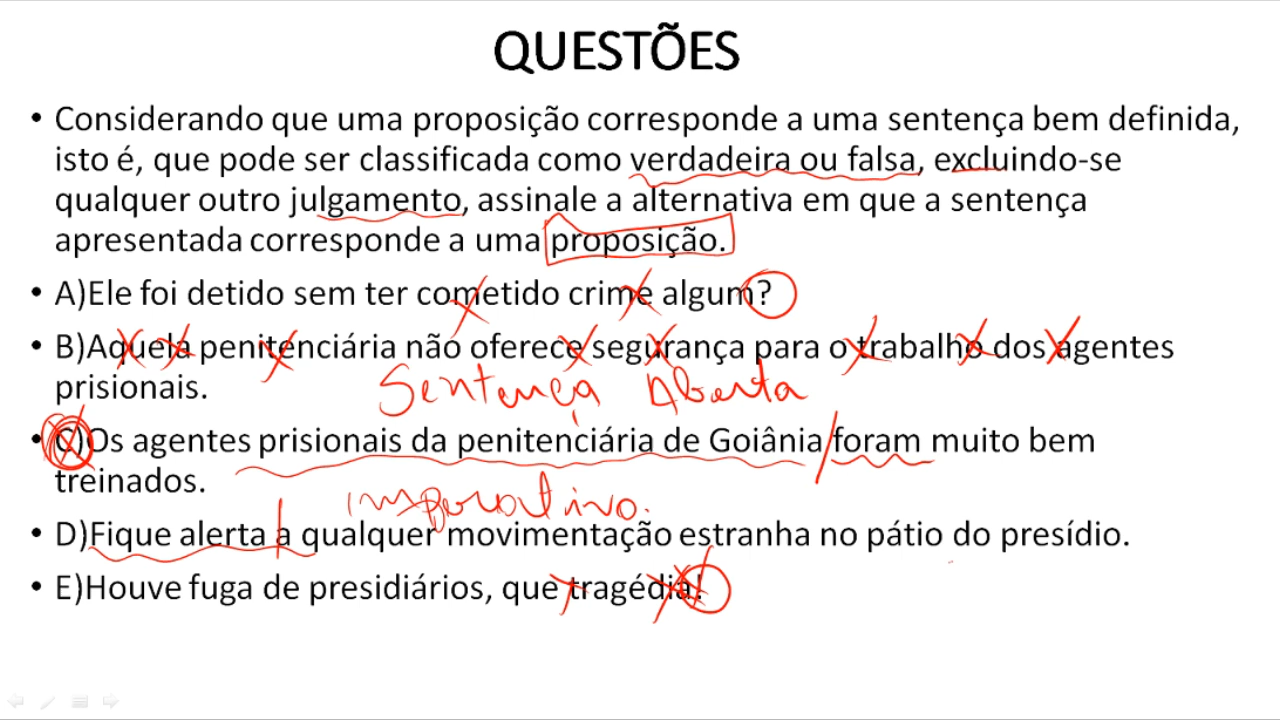 QUESTÕES
• Considerando que uma proposição corresponde a uma sentença bem definida,
isto é, que pode ser classificada como verdadeira ou falsa, excluindo-se
qualquer outro julgamento, assinale a alternativa em que a sentença
apresentada corresponde a uma proposição.
• A)Ele foi detido sem ter cometido crime algum?
• B)Aquela penitenciária não oferece segurança para o trabalho dos agentes
prisionais.
Sentença Aberta
• C)Os agentes prisionais da penitenciária de Goiânia foram muito bem
treinados.
imperativo.
• D)Fique alerta a qualquer movimentação estranha no pátio do presídio.
• E)Houve fuga de presidiários, que tragédia!